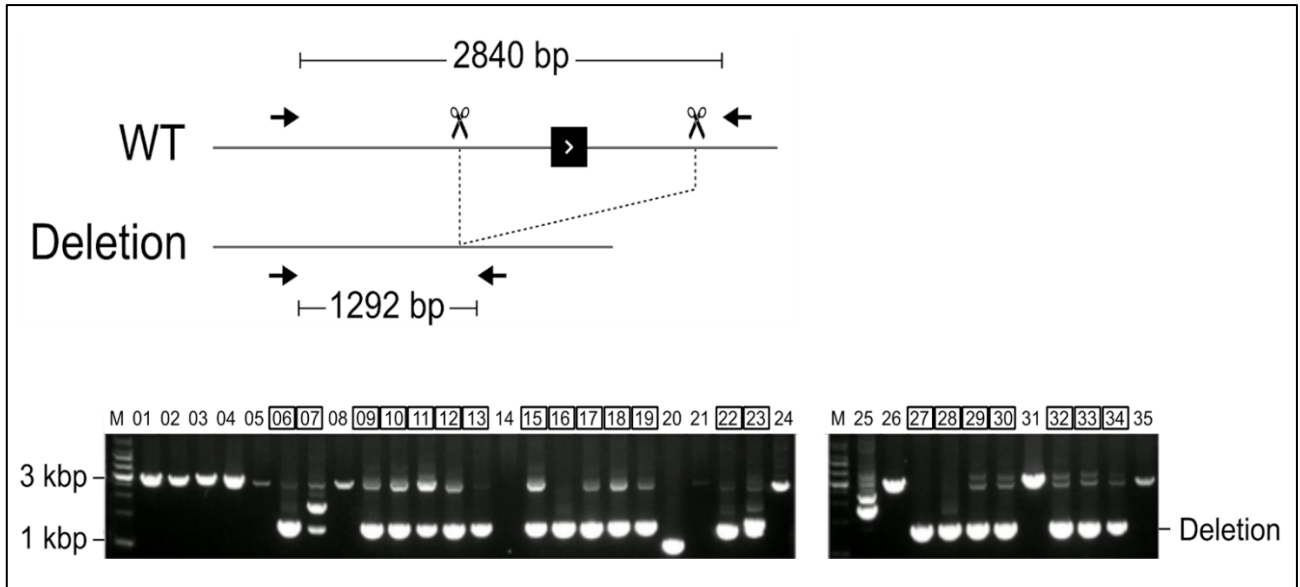 2840 bp
WT
Deletion
1292 bp
M 01 02 03 04 05 06 07 08 09 10 11 12 13 14 15 16 17 18 19 20 21 22 23 24 M 25 26 27 28 29 30 31 32 33 34 35
3 kbp
1 kbp
Deletion